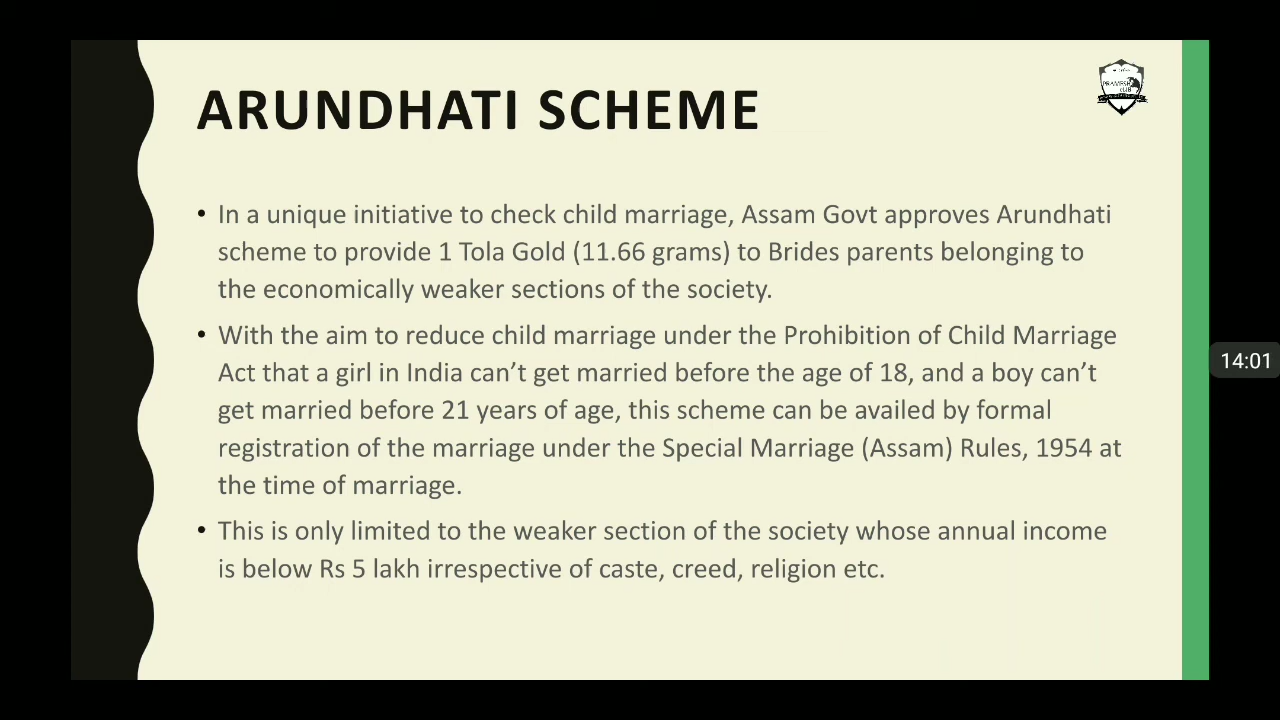 ARUNDHATI SCHEME
• In a unique initiative to check child marriage, Assam Govt approves Arundhati
scheme to provide 1 Tola Gold (11.66 grams) to Brides parents belonging to
the economically weaker sections of the society.
• With the aim to reduce child marriage under the Prohibition of Child Marriage
Act that a girl in India can’t get married before the age of 18, and a boy can’t
get married before 21 years of age, this scheme can be availed by formal
registration of the marriage under the Special Marriage (Assam) Rules, 1954 at
the time of marriage.
• This is only limited to the weaker section of the society whose annual income
is below Rs 5 lakh irrespective of caste, creed, religion etc.
14:01